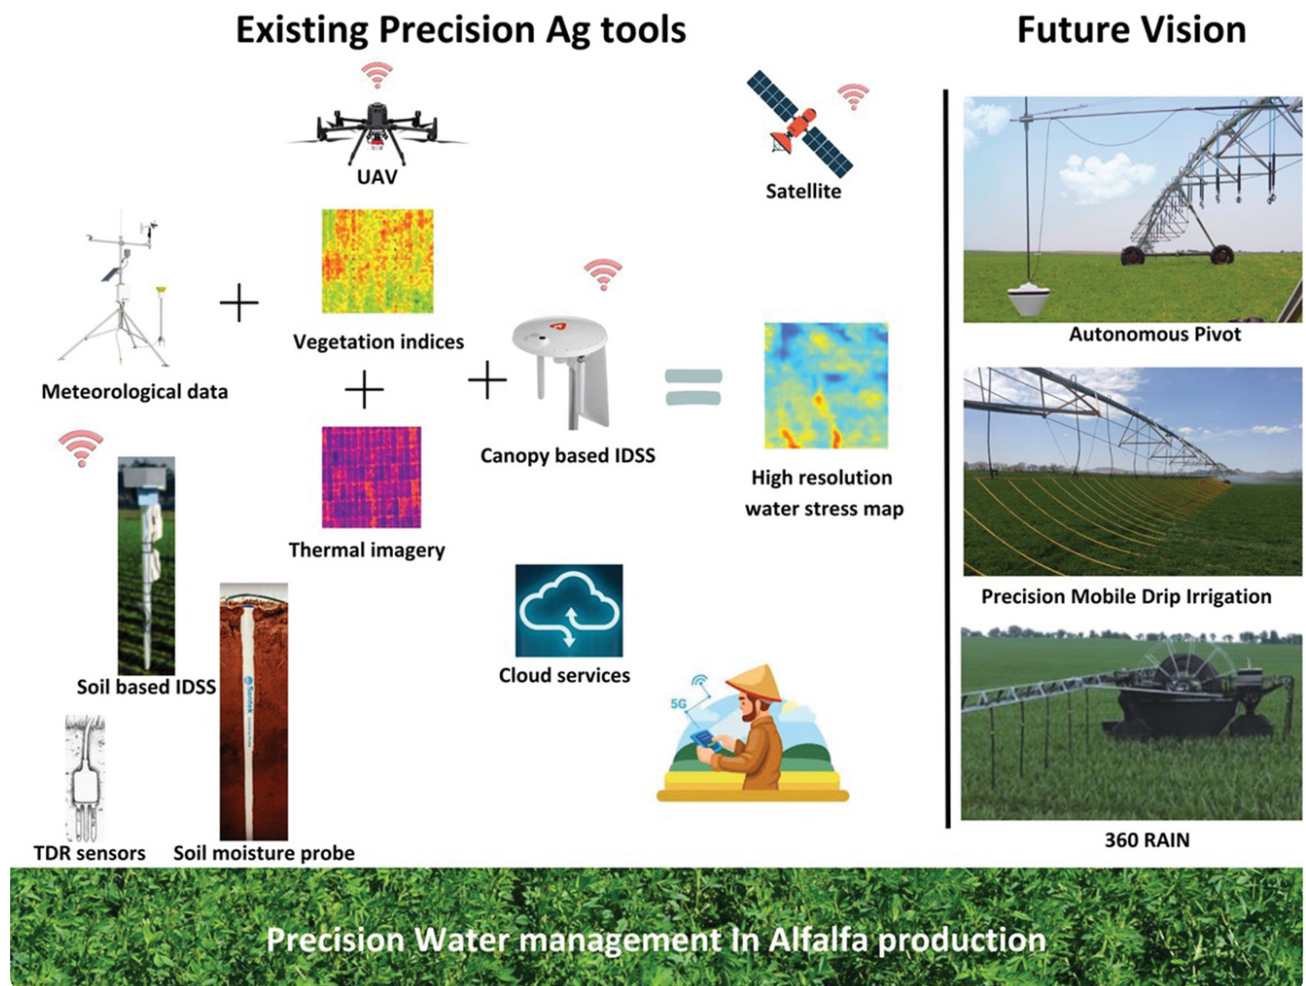 Existing Precision Ag tools
Future Vision
UAV
Satellite
Meteorological data
Vegetation indices
Autonomous Pivot
Thermal imagery
Canopy based IDSS
High resolution
water stress map
Precision Mobile Drip Irrigation
Soil based IDSS
Sentek
Cloud services
5G
360 RAIN
TDR sensors
Soil moisture probe
Precision Water management In Alfalfa production